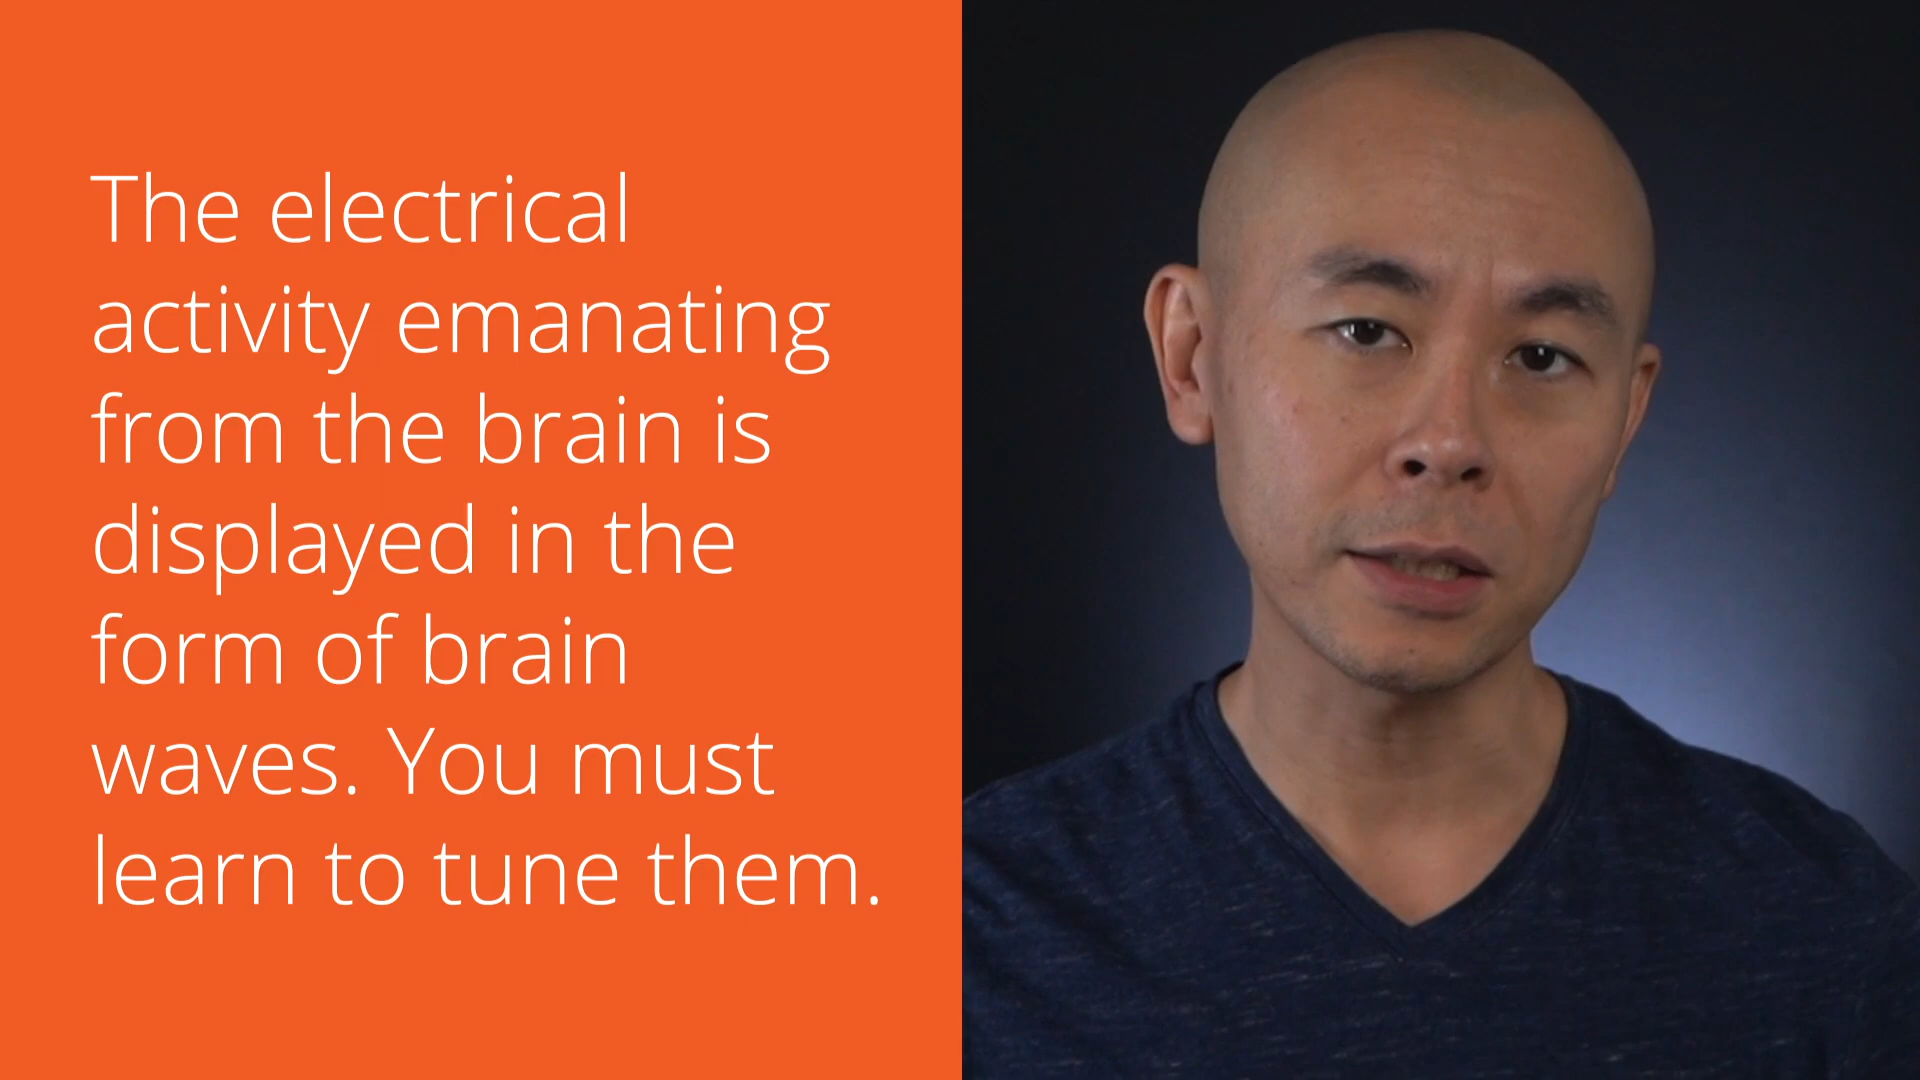 The electrical
activity emanating
from the brain is
displayed in the
form of brain
waves. You must
learn to tune them.